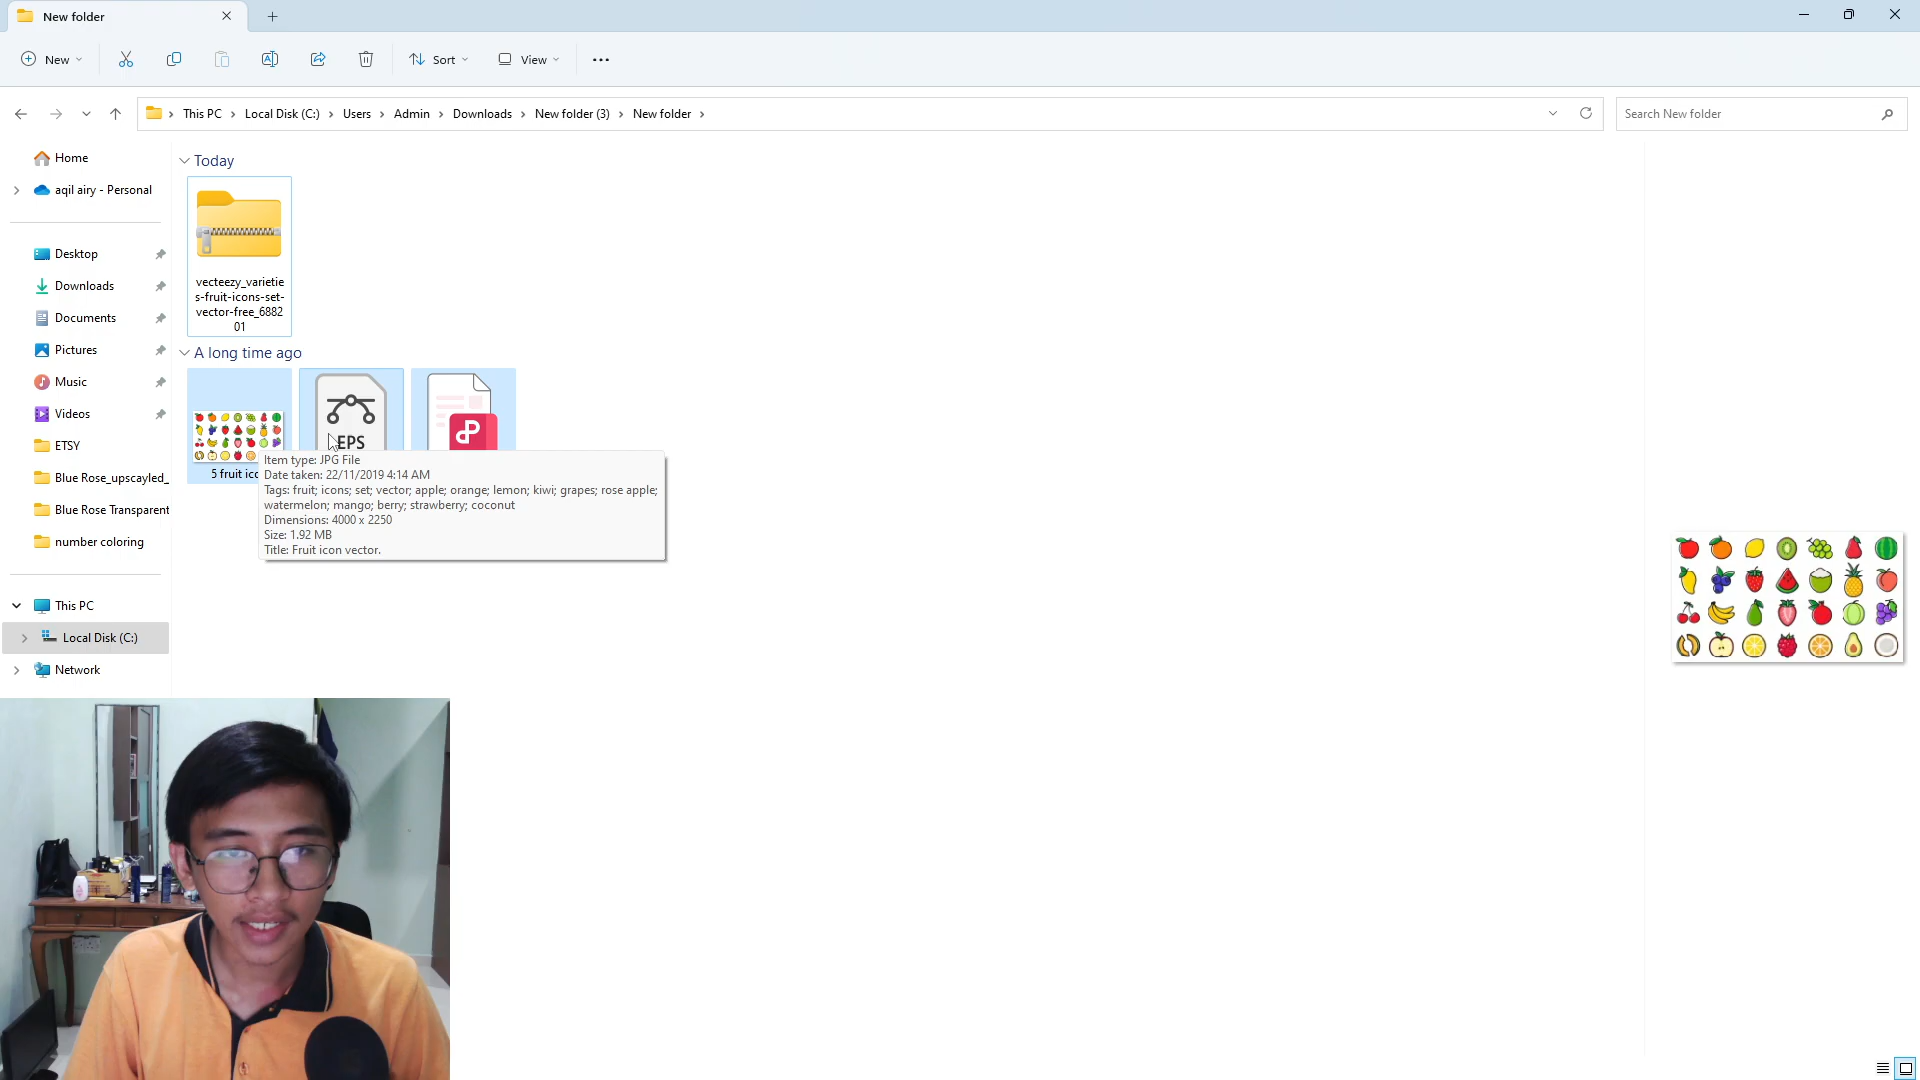 New folder
New
Sort
View
This PC
Local Disk (C:)
Users
Admin
Downloads
New folder (3)
New folder
Search New folder
Home
aqil airy - Personal
Desktop
Downloads
Documents
Pictures
Music
Videos
ETSY
Blue Rose_upscayled_
Blue Rose Transparent
number coloring
This PC
Local Disk (C:)
Network
Today
vecteezy_varietie
s-fruit-icons-set-
vector-free_6882
01
A long time ago
EPS
5 fruit ico
Item type: JPG File
Date taken: 22/11/2019 4:14 AM
Tags: fruit; icons; set; vector; apple; orange; lemon; kiwi; grapes; rose apple;
watermelon; mango; berry; strawberry; coconut
Dimensions: 4000 x 2250
Size: 1.92 MB
Title: Fruit icon vector.